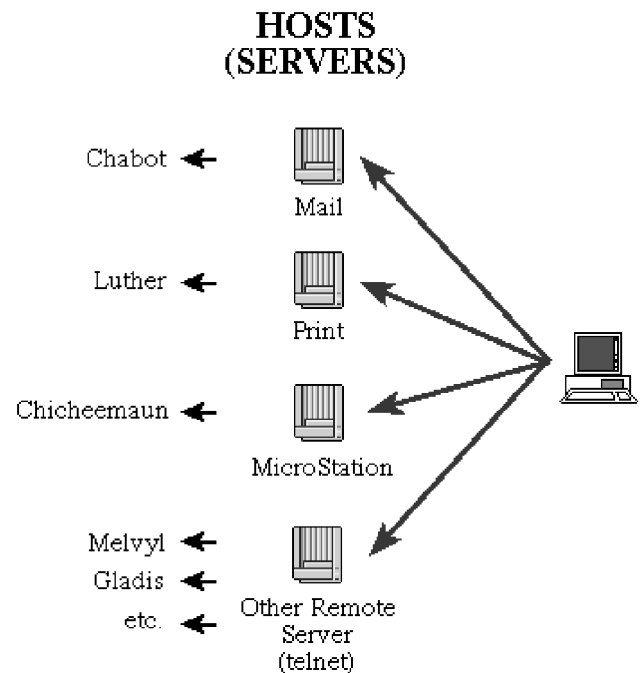 HOSTS
(SERVERS)
Chabot
Mail
Luther
Print
Chicheemaun
MicroStation
Melvyl
Gladis
etc.
Other Remote
Server
(telnet)